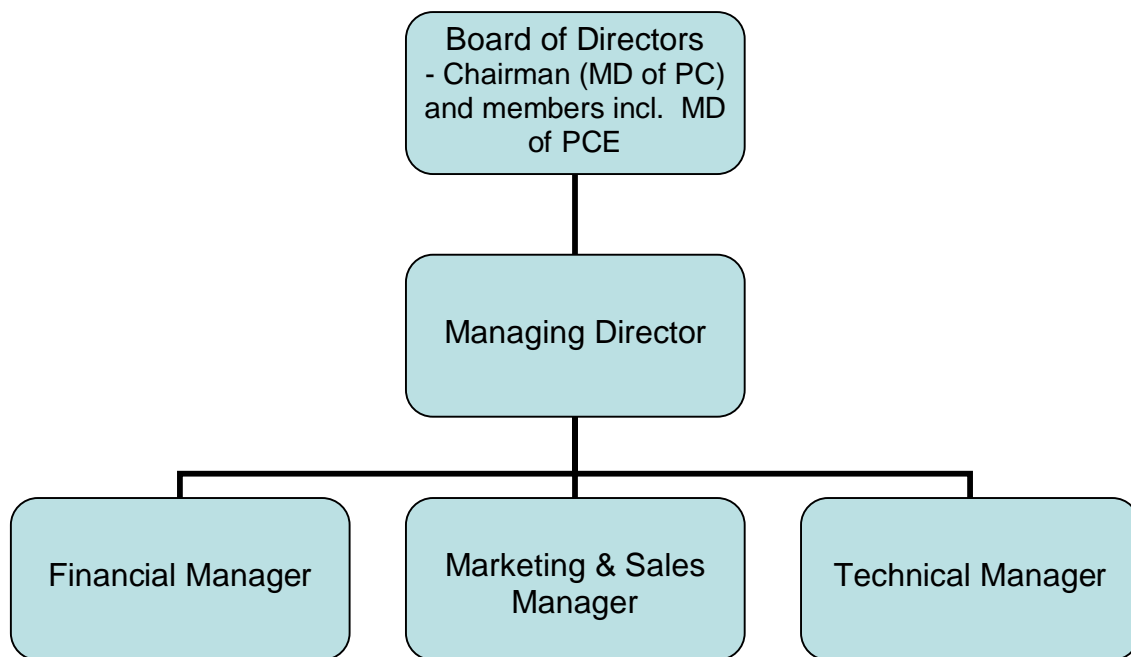 Board of Directors
- Chairman (MD of PC)
and members incl.  MD
of PCE
Managing Director
Financial Manager
Marketing & Sales
Manager
Technical Manager